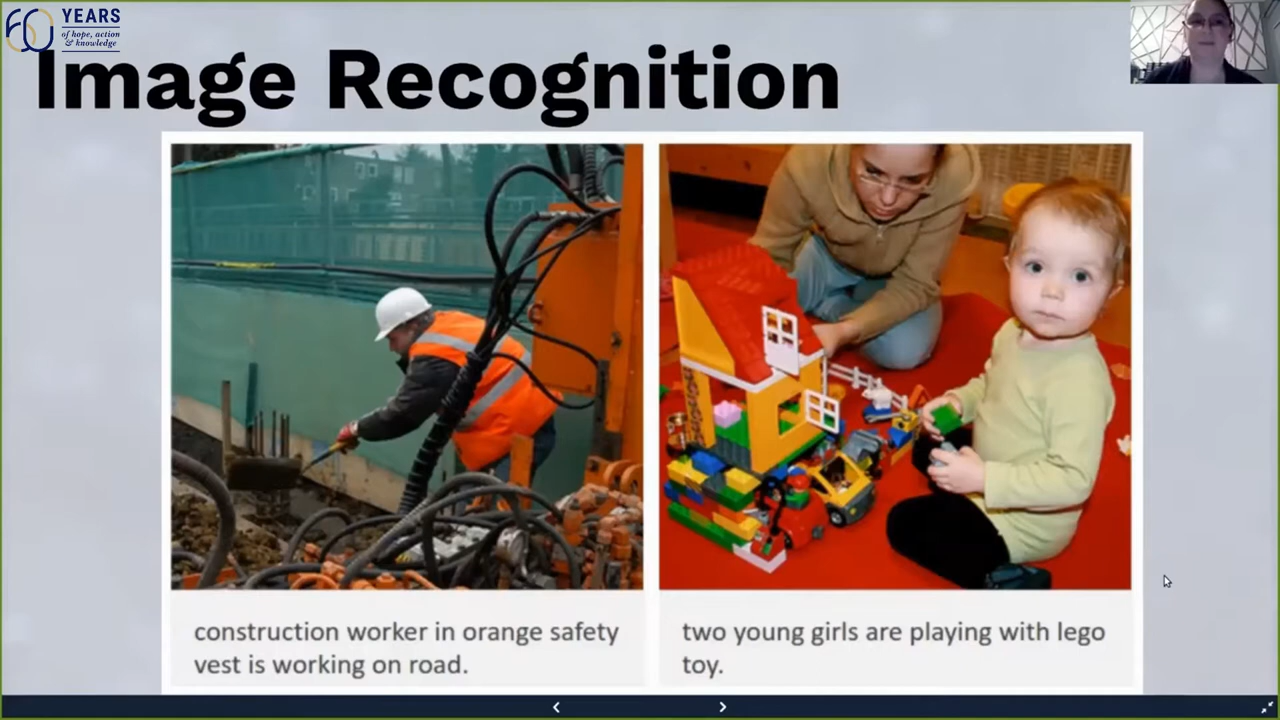 60 YEARS
of hope, action
& knowledge
Image Recognition
construction worker in orange safety
vest is working on road.
two young girls are playing with lego
toy.